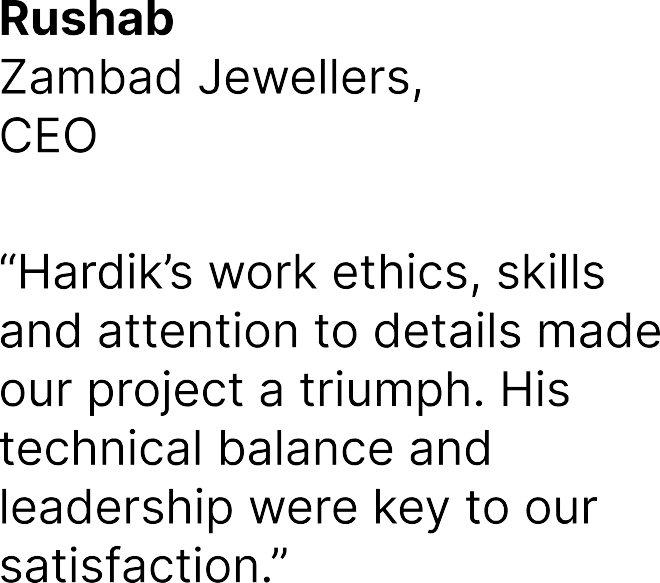 Rushab
Zambad Jewellers,
CEO
“Hardik’s work ethics, skills
and attention to details made
our project a triumph. His
technical balance and
leadership were key to our
satisfaction.”